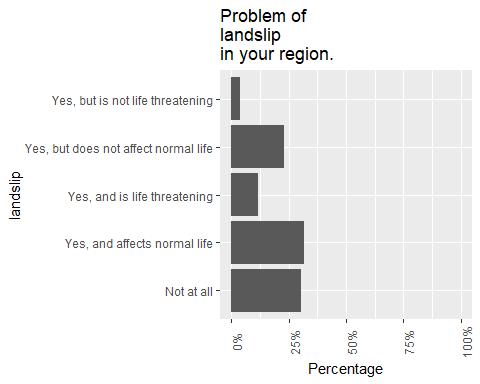 Problem of
landslip
in your region.
Yes, but is not life threatening
Yes, but does not affect normal life
Yes, and is life threatening
Yes, and affects normal life
Not at all
landslip
0%
25%
50%
75%
100%
Percentage